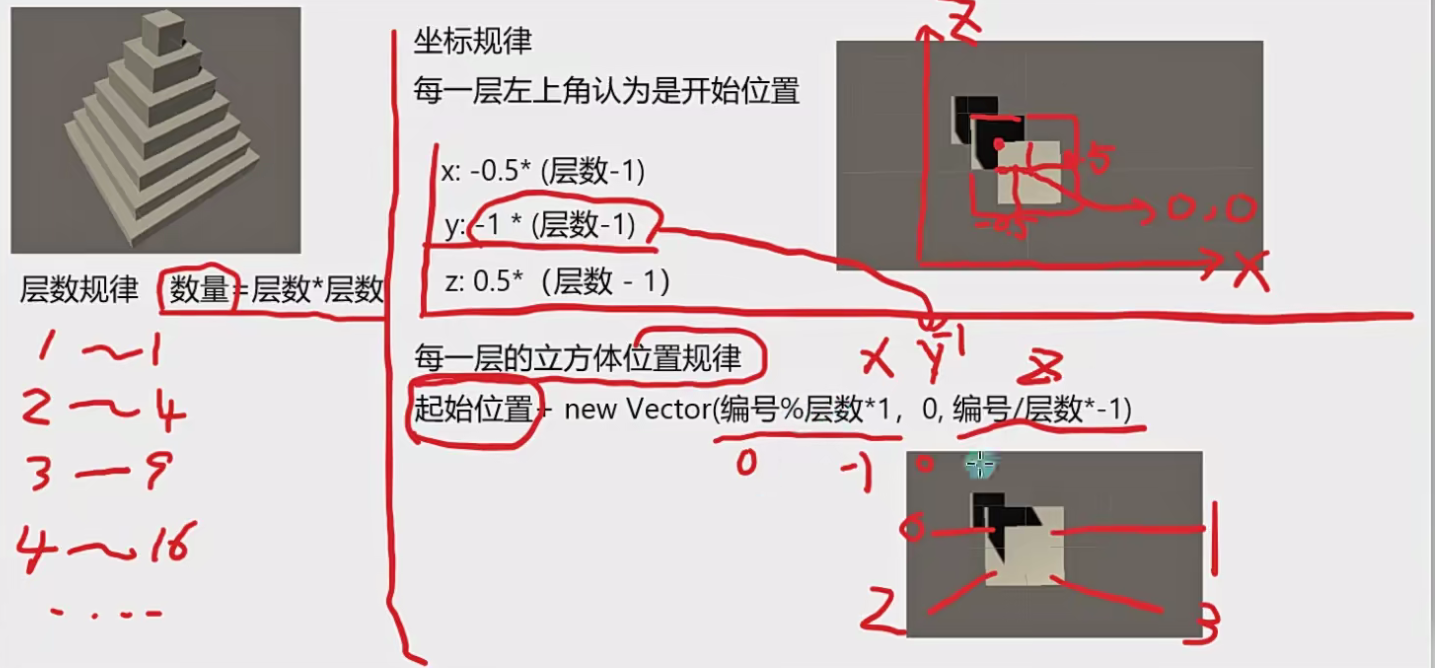 层数规律 数量=层数*层数
1 ~ 1
2 ~ 4
3 — 9
4 ~ 16
....
坐标规律
每一层左上角认为是开始位置
x: -0.5* (层数-1)
y: -1 * (层数-1)
z: 0.5* (层数 - 1)
Z
-0.5
0,0
X
每一层的立方体位置规律
X y-1 Z
起始位置+ new Vector(编号%层数*1, 0, 编号/层数*-1)
0 -1 0
0 1
2 3